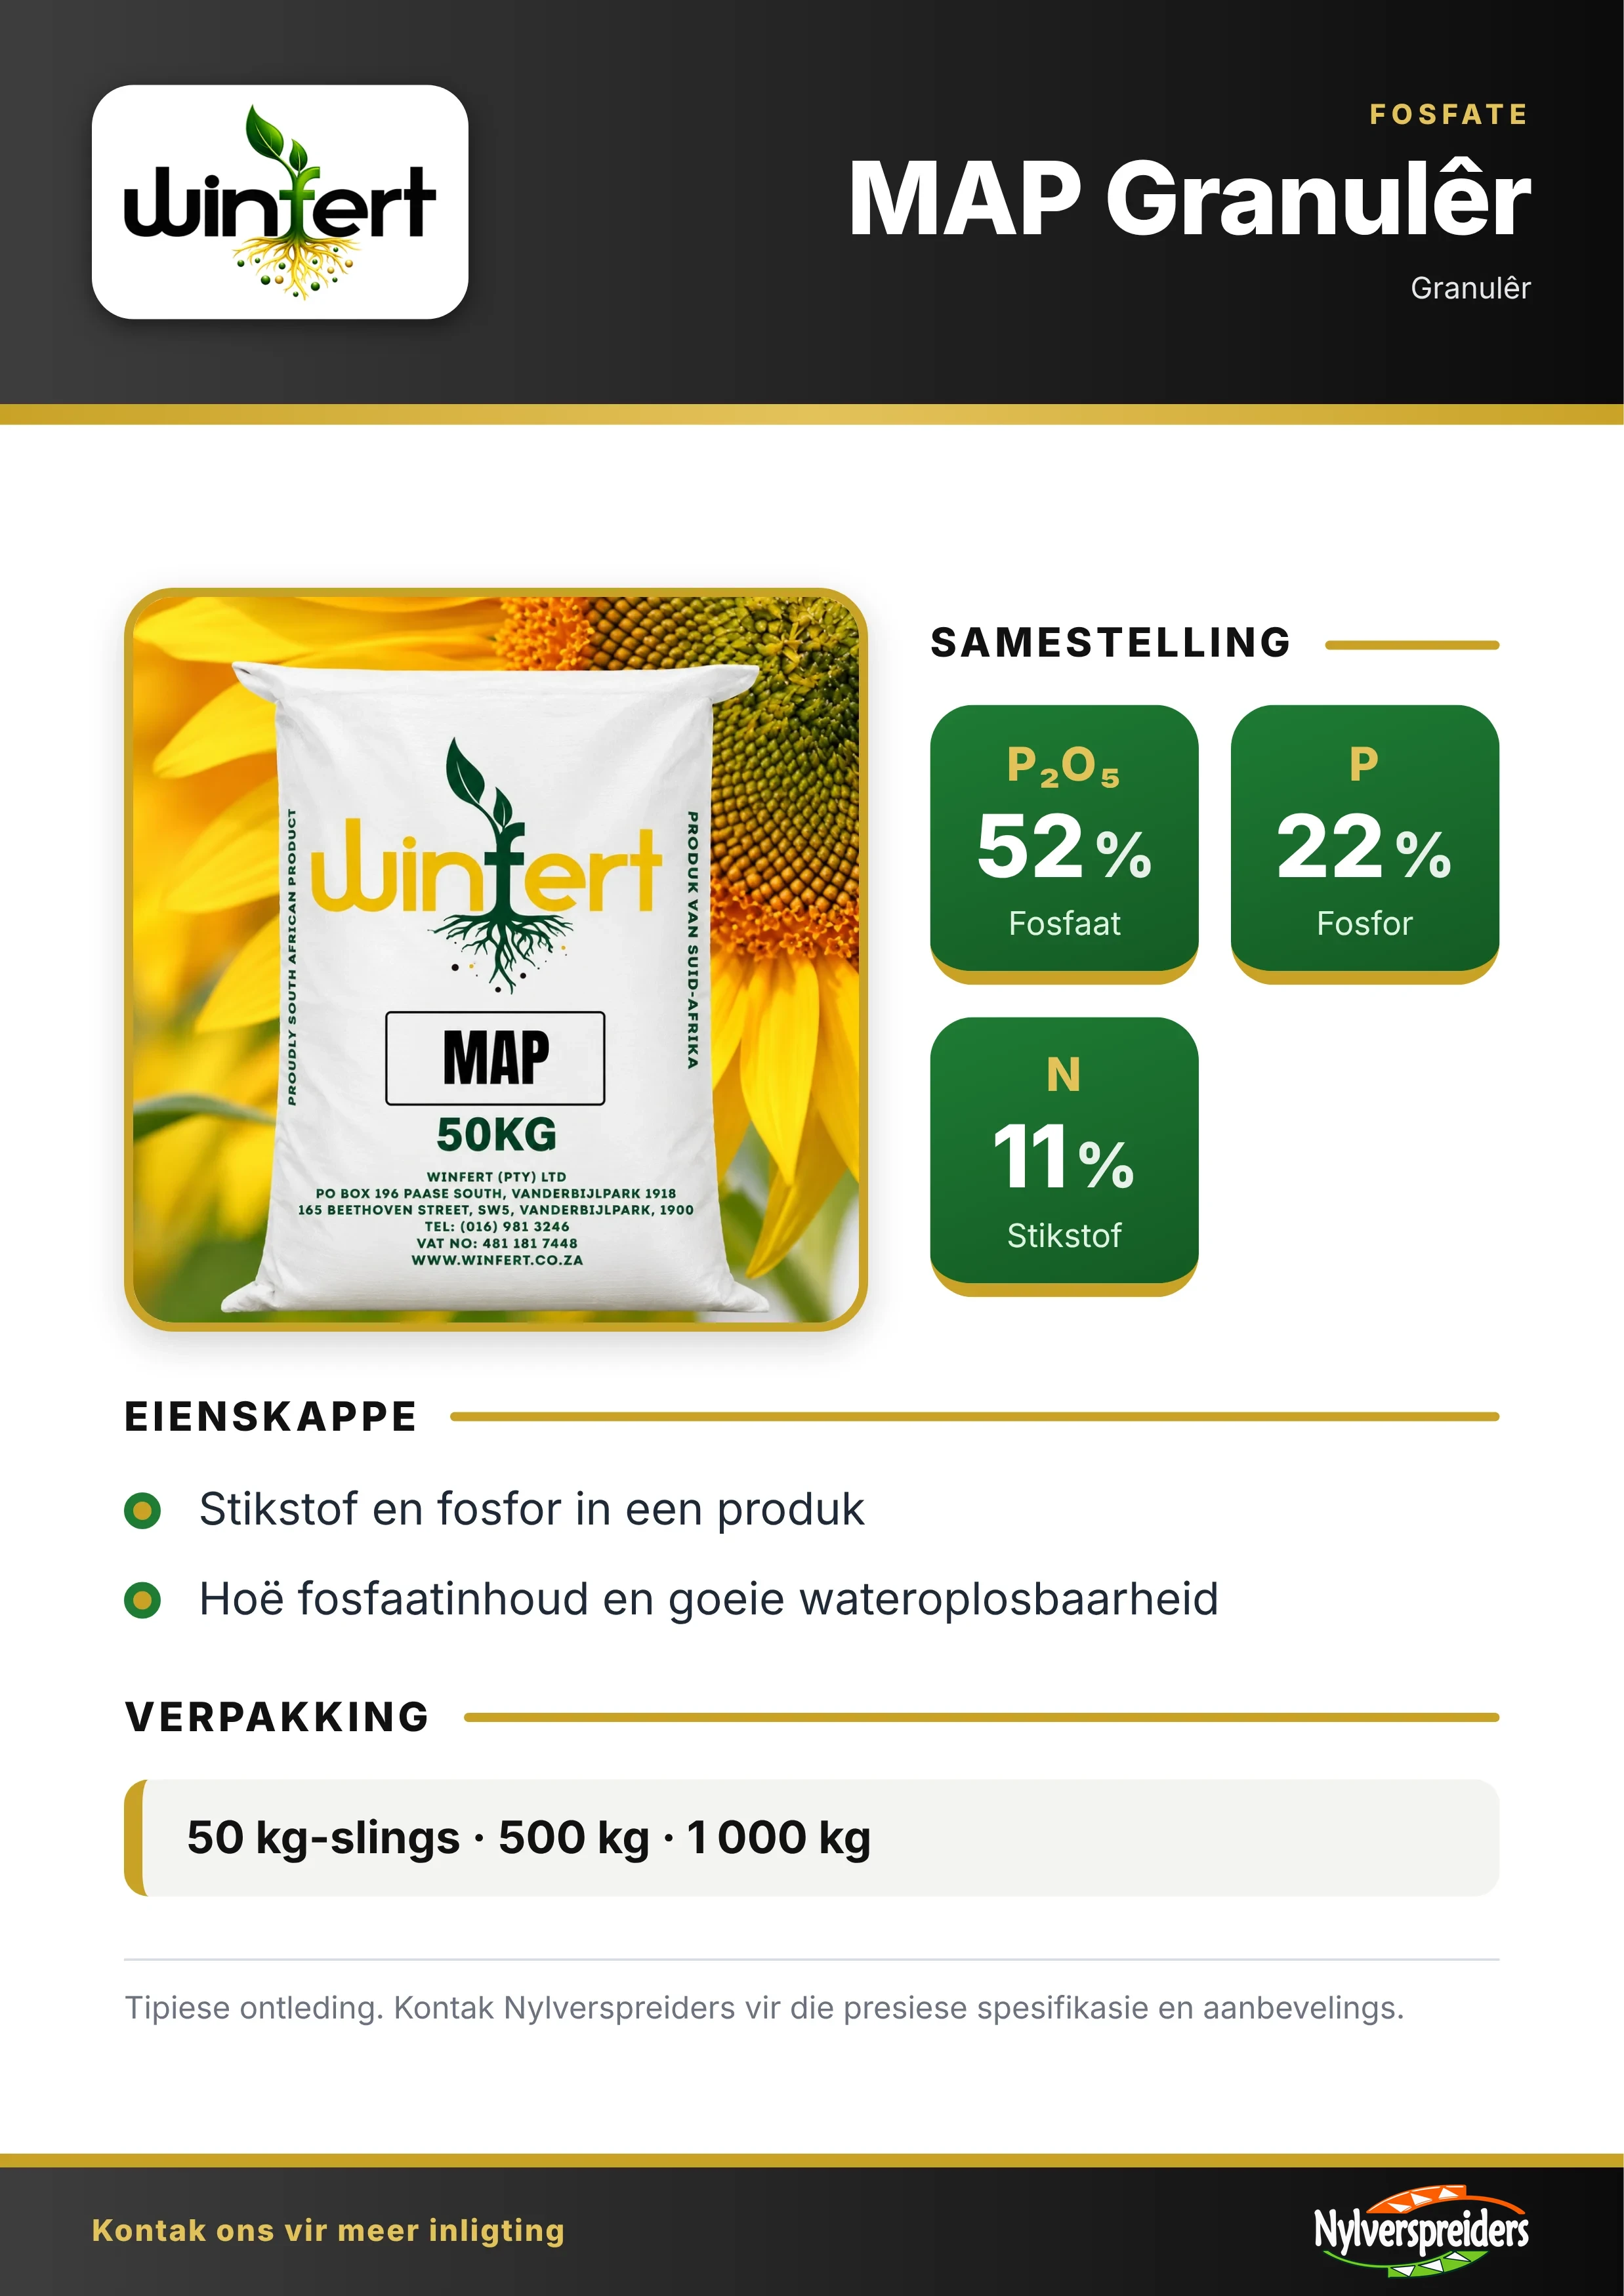 winfert
FOSFATE
MAP Granulêr
Granulêr
winfert
PROUDLY SOUTH AFRICAN PRODUCT
PRODUK VAN SUID-AFRIKA
MAP
50KG
WINFERT (PTY) LTD
PO BOX 196 PAASE SOUTH, VANDERBIJLPARK 1918
165 BEETHOVEN STREET, SW5, VANDERBIJLPARK, 1900
TEL: (016) 981 3246
VAT NO: 481 181 7448
WWW.WINFERT.CO.ZA
SAMESTELLING
P₂O₅
52%
Fosfaat
P
22%
Fosfor
N
11%
Stikstof
EIENSKAPPE
Stikstof en fosfor in een produk
Hoë fosfaatinhoud en goeie wateroplosbaarheid
VERPAKKING
50 kg-slings · 500 kg · 1 000 kg
Tipiese ontleding. Kontak Nylverspreiders vir die presiese spesifikasie en aanbevelings.
Kontak ons vir meer inligting
Nylverspreiders